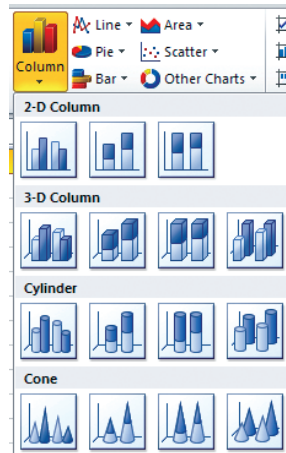 Column
Line
Area
Pie
Scatter
Bar
Other Charts
2-D Column
3-D Column
Cylinder
Cone